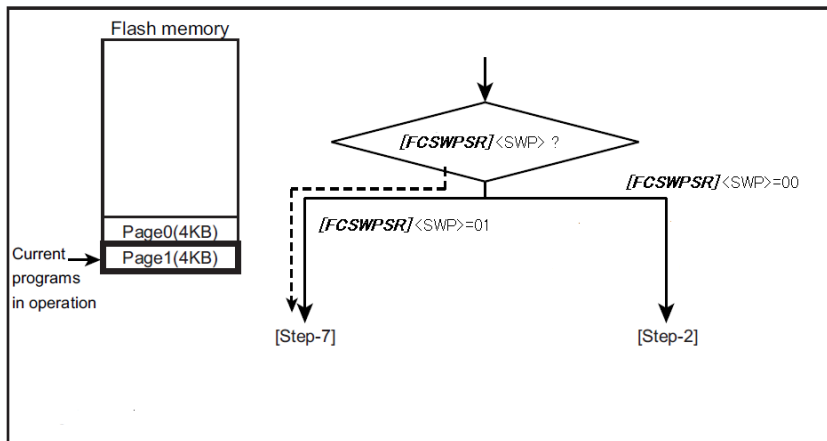 Flash memory
[FCSWPSR]<SWP> ?
[FCSWPSR]<SWP>=00
Page0(4KB)
[FCSWPSR]<SWP>=01
Current
programs
in operation
Page1(4KB)
[Step-7]
[Step-2]